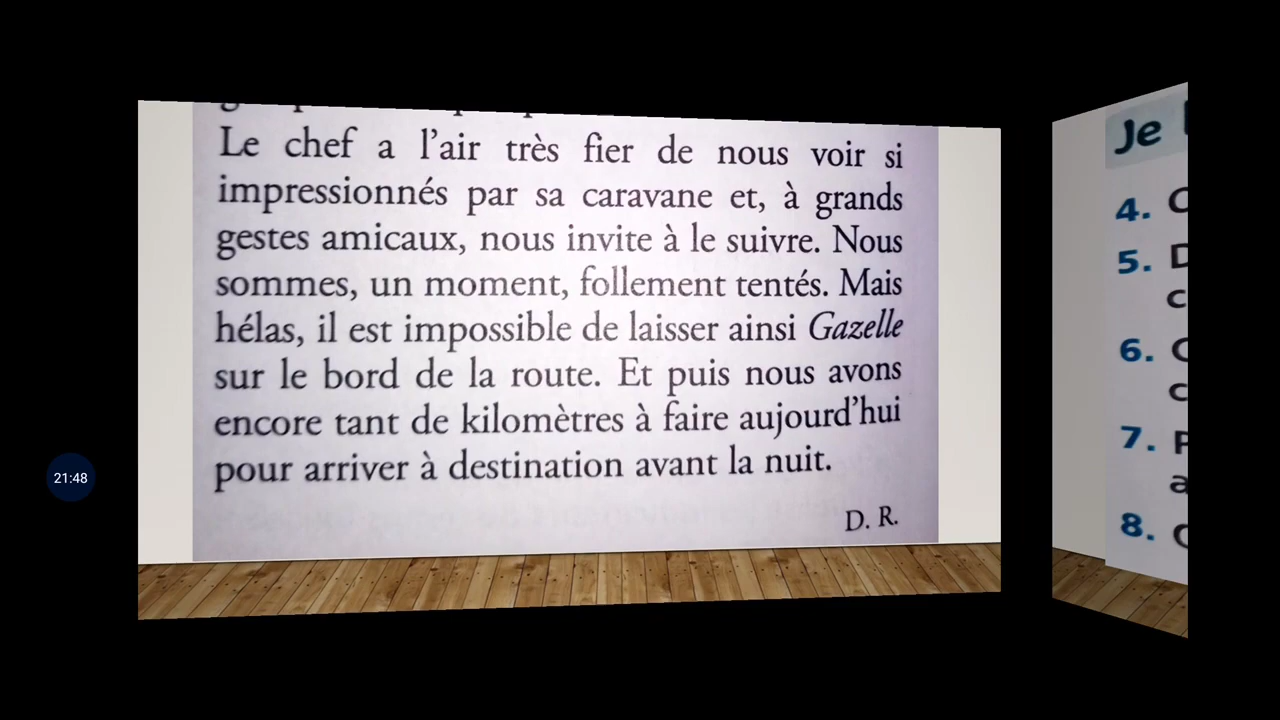 Le chef a l'air très fier de nous voir si
impressionnés par sa caravane et, à grands
gestes amicaux, nous invite à le suivre. Nous
sommes, un moment, follement tentés. Mais
hélas, il est impossible de laisser ainsi Gazelle
sur le bord de la route. Et puis nous avons
encore tant de kilomètres à faire aujourd'hui
pour arriver à destination avant la nuit.
D. R.
21:48
Je
4.
5.
6.
7.
8.